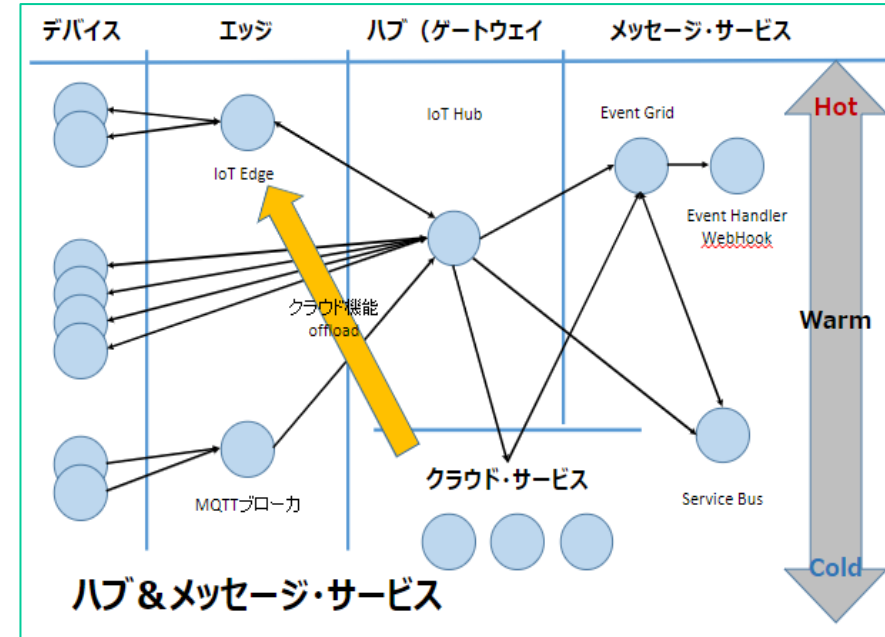 デバイス
エッジ
ハブ（ゲートウェイ
メッセージ・サービス
IoT Hub
Event Grid
Hot
IoT Edge
Event Handler
WebHook
クラウド機能
offload
Warm
クラウド・サービス
MQTTブローカ
Service Bus
Cold
ハブ＆メッセージ・サービス